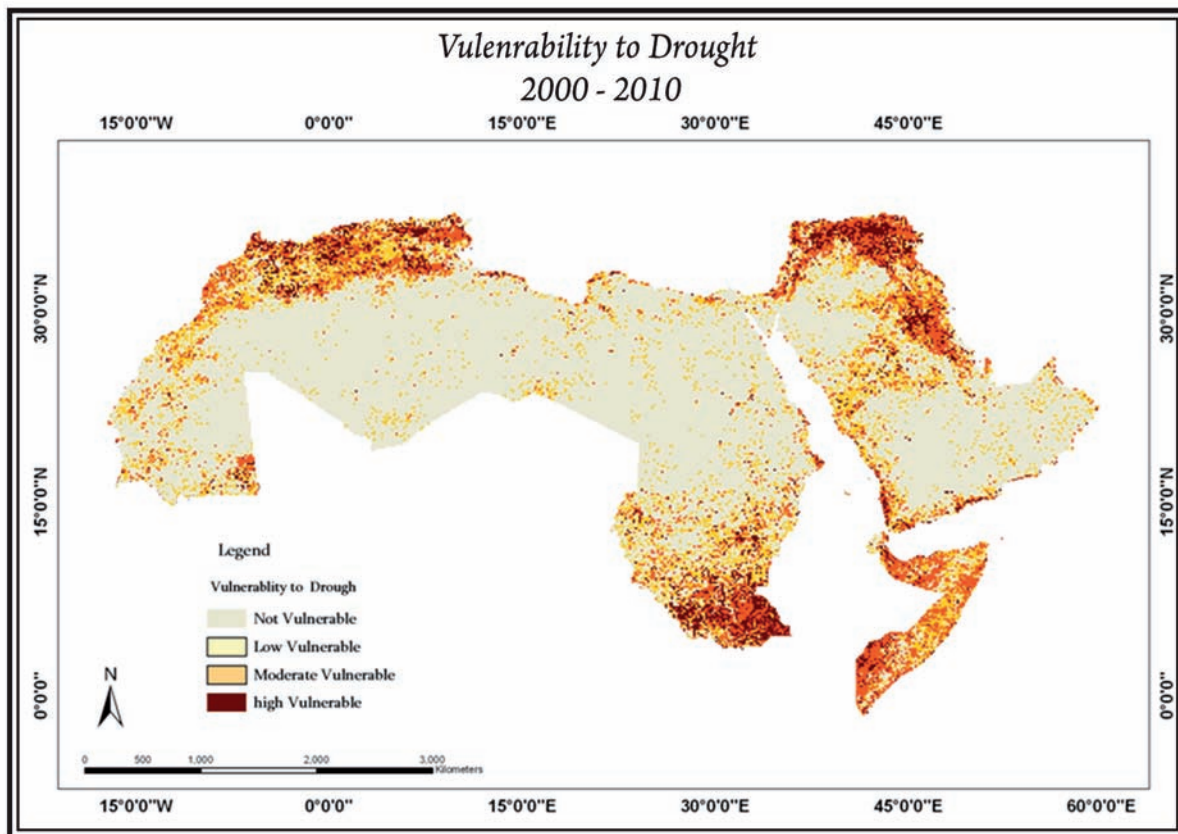 Vulenrability to Drought
2000 - 2010
15°0'0"W 0°0'0" 15°0'0"E 30°0'0"E 45°0'0"E
30°0'0"N
15°0'0"N
0°0'0"
30°0'0"N
15°0'0"N
0°0'0"
Legend
Vulnerablity to Drough
Not Vulnerable
Low Vulnerable
Moderate Vulnerable
high Vulnerable
N
0 500 1,000 2,000 3,000
Kilometers
15°0'0"W 0°0'0" 15°0'0"E 30°0'0"E 45°0'0"E 60°0'0"E